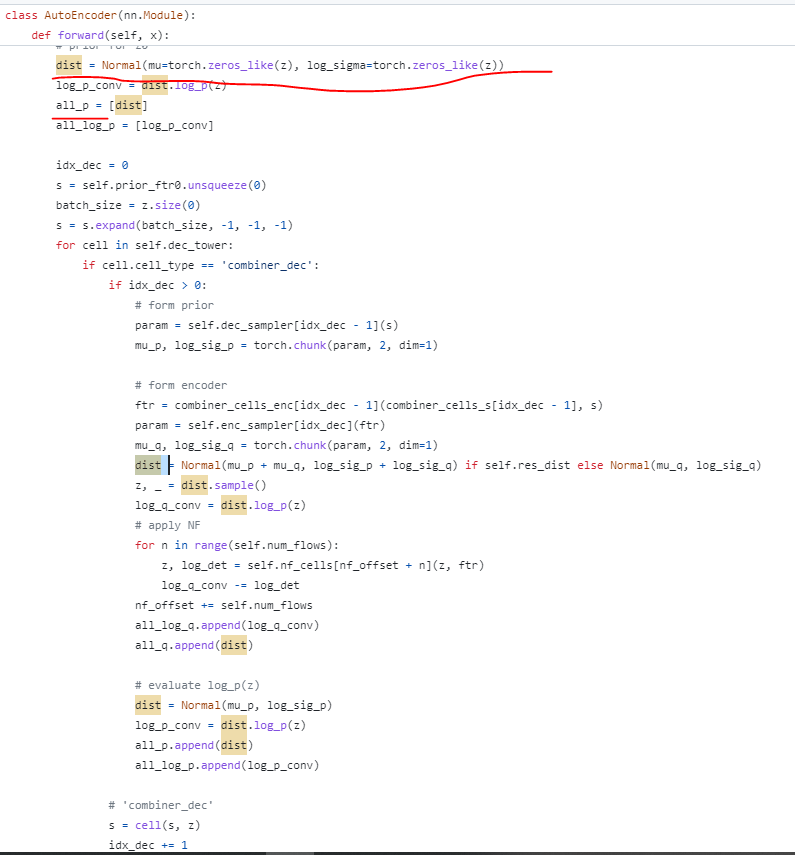 class AutoEncoder(nn.Module):
def forward(self, x):
# prior for z0
dist = Normal(mu=torch.zeros_like(z), log_sigma=torch.zeros_like(z))
log_p_conv = dist.log_p(z)
all_p = [dist]
all_log_p = [log_p_conv]
idx_dec = 0
s = self.prior_ftr0.unsqueeze(0)
batch_size = z.size(0)
s = s.expand(batch_size, -1, -1, -1)
for cell in self.dec_tower:
if cell.cell_type == 'combiner_dec':
if idx_dec > 0:
# form prior
param = self.dec_sampler[idx_dec - 1](s)
mu_p, log_sig_p = torch.chunk(param, 2, dim=1)
# form encoder
ftr = combiner_cells_enc[idx_dec - 1](combiner_cells_s[idx_dec - 1], s)
param = self.enc_sampler[idx_dec](ftr)
mu_q, log_sig_q = torch.chunk(param, 2, dim=1)
dist = Normal(mu_p + mu_q, log_sig_p + log_sig_q) if self.res_dist else Normal(mu_q, log_sig_q)
z, _ = dist.sample()
log_q_conv = dist.log_p(z)
# apply NF
for n in range(self.num_flows):
z, log_det = self.nf_cells[nf_offset + n](z, ftr)
log_q_conv -= log_det
nf_offset += self.num_flows
all_log_q.append(log_q_conv)
all_q.append(dist)
# evaluate log_p(z)
dist = Normal(mu_p, log_sig_p)
log_p_conv = dist.log_p(z)
all_p.append(dist)
all_log_p.append(log_p_conv)
# 'combiner_dec'
s = cell(s, z)
idx_dec += 1